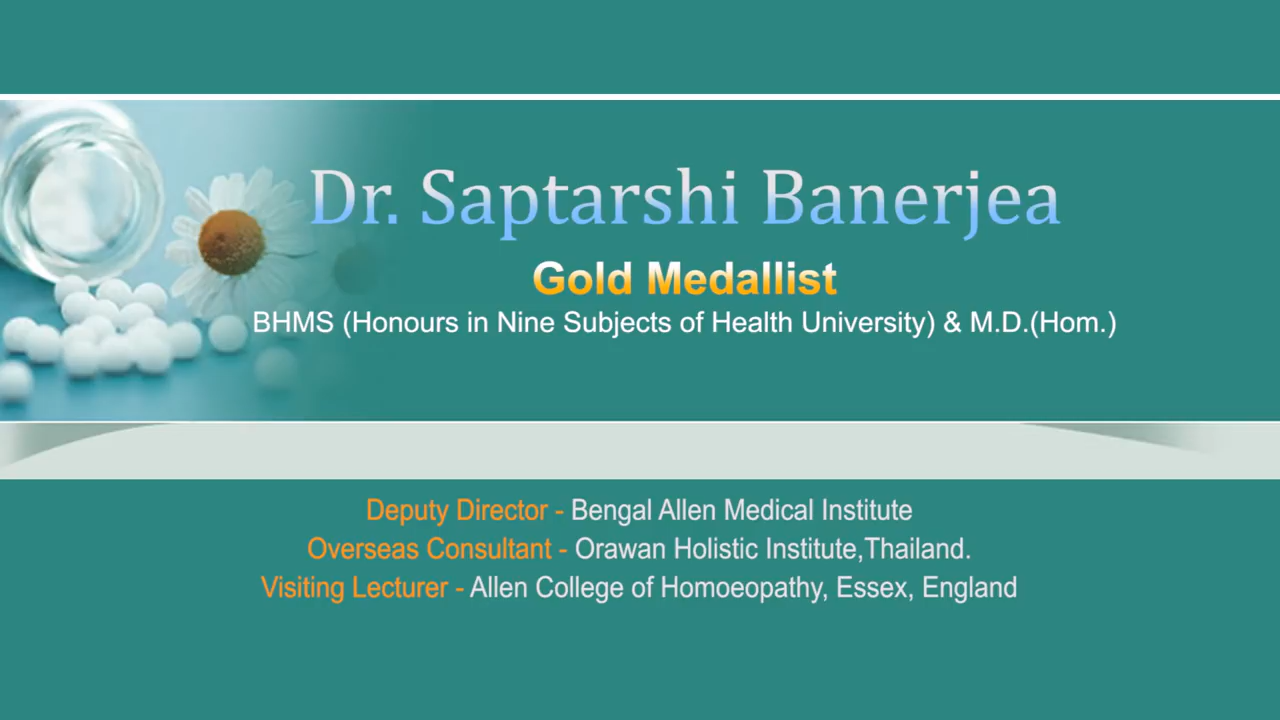 Dr. Saptarshi Banerjea
Gold Medallist
BHMS (Honours in Nine Subjects of Health University) & M.D.(Hom.)
Deputy Director - Bengal Allen Medical Institute
Overseas Consultant - Orawan Holistic Institute,Thailand.
Visiting Lecturer - Allen College of Homoeopathy, Essex, England